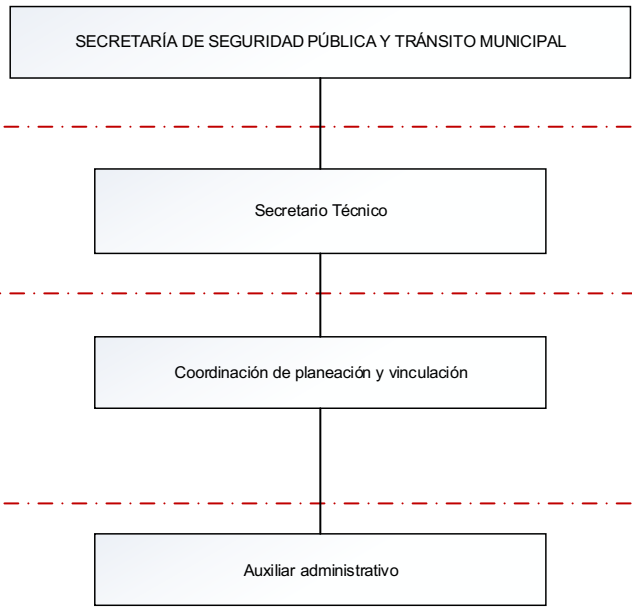 SECRETARÍA DE SEGURIDAD PÚBLICA Y TRÁNSITO MUNICIPAL
Secretario Técnico
Coordinación de planeación y vinculación
Auxiliar administrativo